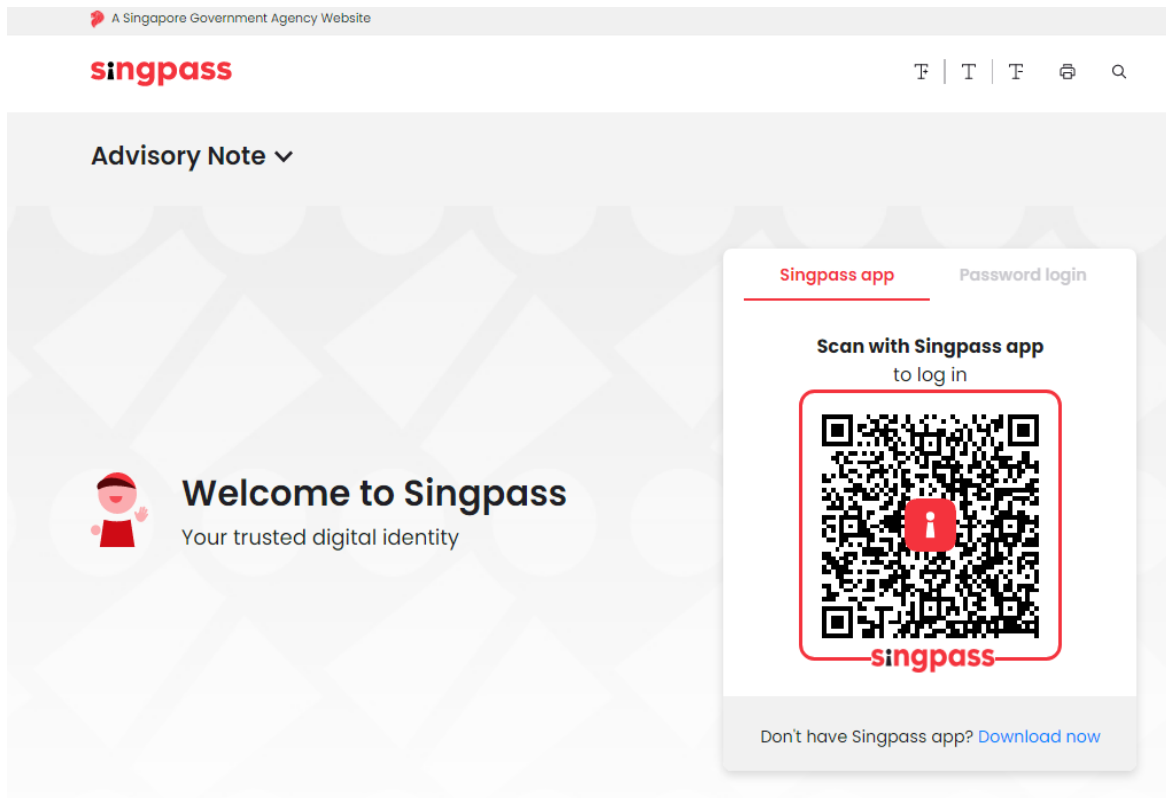 A Singapore Government Agency Website
singpass
T+ T T-
Advisory Note
Singpass app Password login
Scan with Singpass app
to log in
Welcome to Singpass
Your trusted digital identity
singpass
Don't have Singpass app? Download now